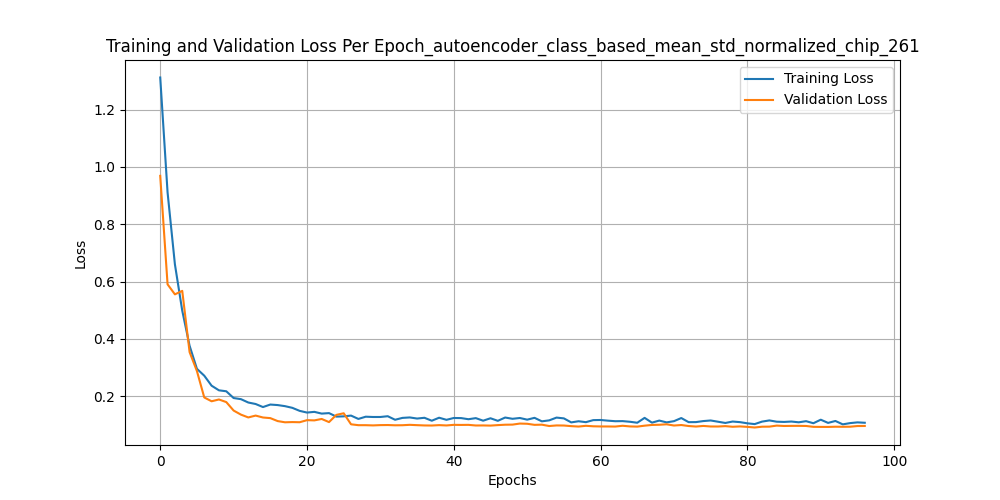 Training and Validation Loss Per Epoch_autoencoder_class_based_mean_std_normalized_chip_261
Training Loss
Validation Loss
1.2
1.0
0.8
0.6
0.4
0.2
Loss
0 20 40 60 80 100
Epochs